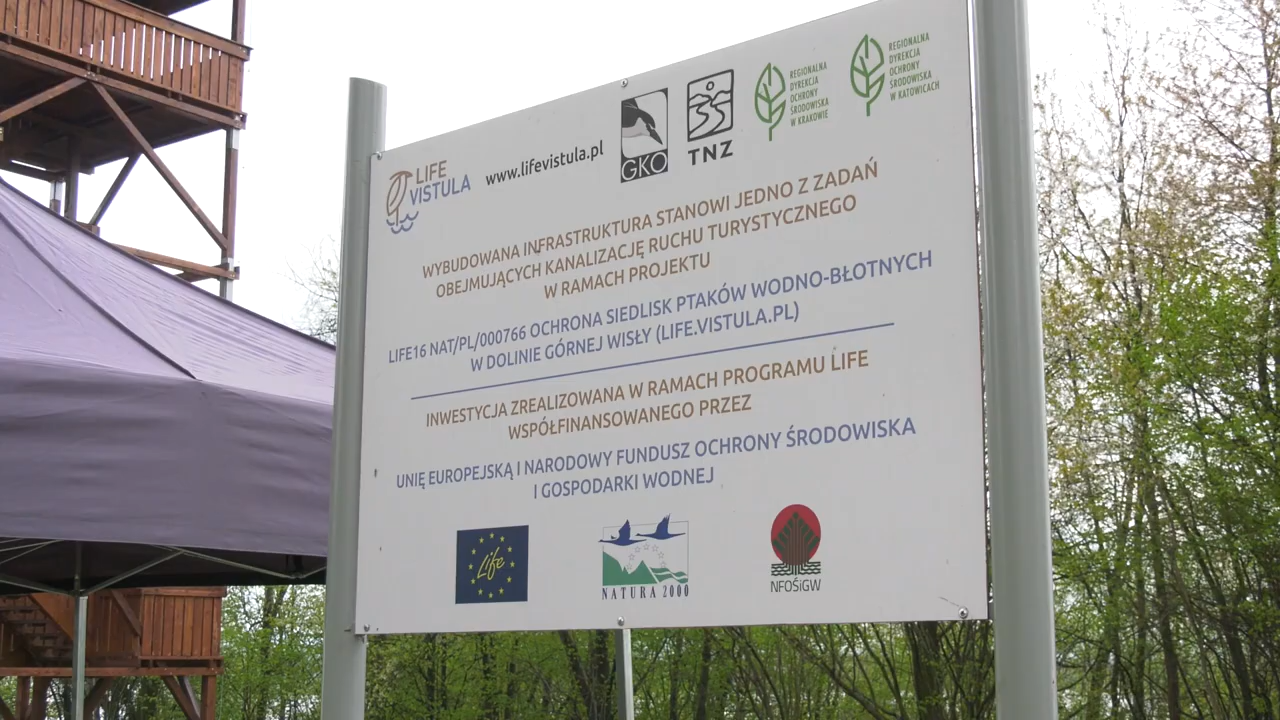 LIFE
VISTULA
www.lifevistula.pl
GKO
TNZ
REGIONALNA
DYREKCJA
OCHRONY
ŚRODOWISKA
W KRAKOWIE
REGIONALNA
DYREKCJA
OCHRONY
ŚRODOWISKA
W KATOWICACH
WYBUDOWANA INFRASTRUKTURA STANOWI JEDNO Z ZADAŃ
OBEJMUJĄCYCH KANALIZACJĘ RUCHU TURYSTYCZNEGO
W RAMACH PROJEKTU
LIFE16 NAT/PL/000766 OCHRONA SIEDLISK PTAKÓW WODNO-BŁOTNYCH
W DOLINIE GÓRNEJ WISŁY (LIFE.VISTULA.PL)
INWESTYCJA ZREALIZOWANA W RAMACH PROGRAMU LIFE
WSPÓŁFINANSOWANEGO PRZEZ
UNIĘ EUROPEJSKĄ I NARODOWY FUNDUSZ OCHRONY ŚRODOWISKA
I GOSPODARKI WODNEJ
Life
NATURA 2000
NFOŚiGW